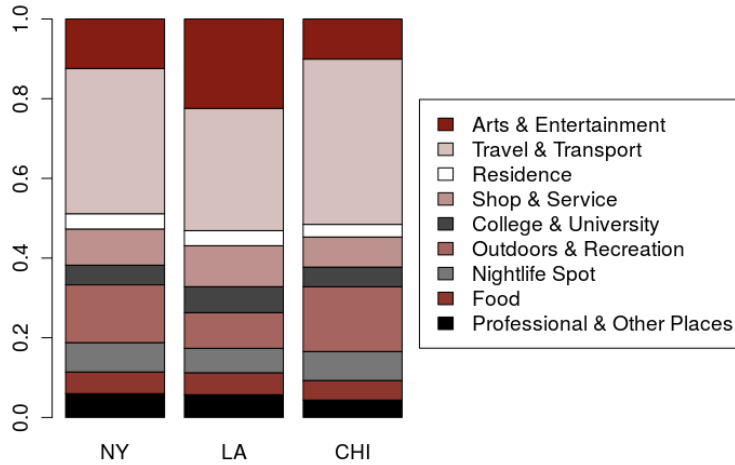 1.0
0.8
0.6
0.4
0.2
0.0
NY LA CHI
Arts & Entertainment
Travel & Transport
Residence
Shop & Service
College & University
Outdoors & Recreation
Nightlife Spot
Food
Professional & Other Places